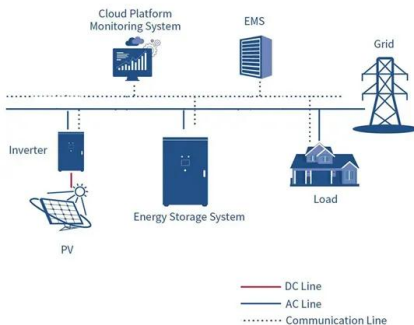 Cloud Platform
Monitoring System
EMS
Grid
Inverter
Energy Storage System
Load
PV
DC Line
AC Line
Communication Line